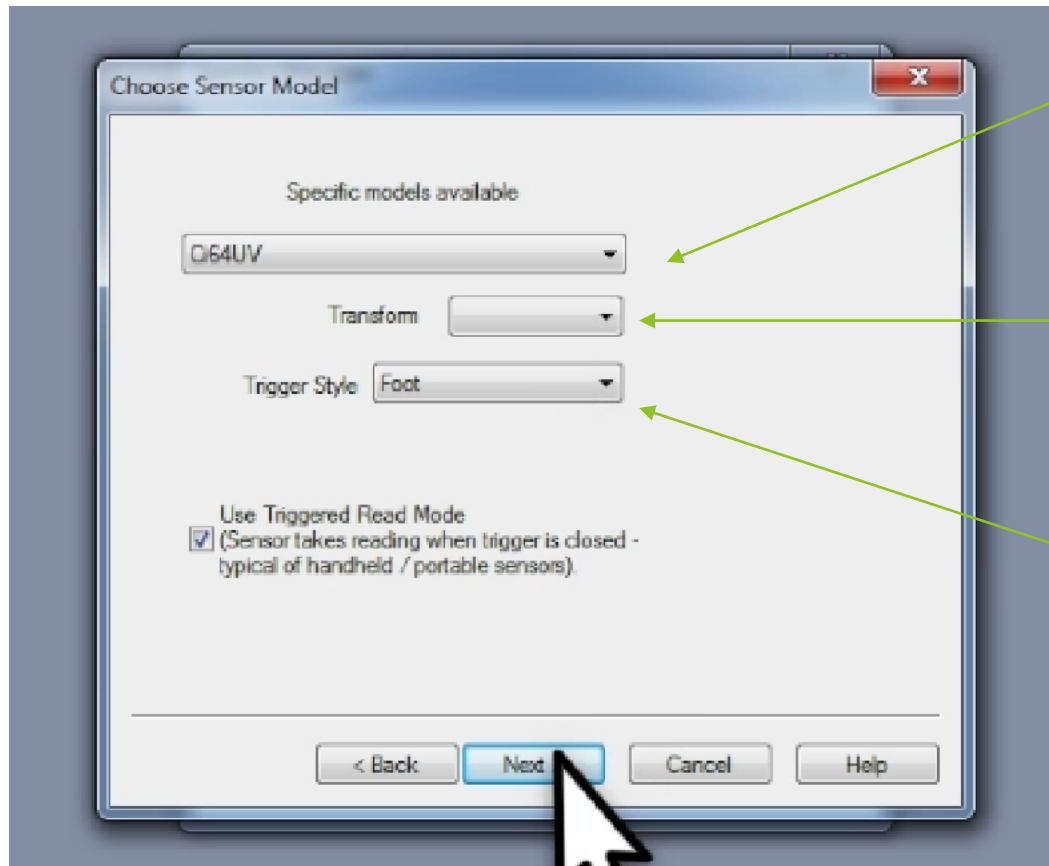 Choose Sensor Model
Specific models available
Ci64UV
Transform
Trigger Style Foot
Use Triggered Read Mode
(Sensor takes reading when trigger is closed -
typical of handheld / portable sensors).
< Back Next Cancel Help